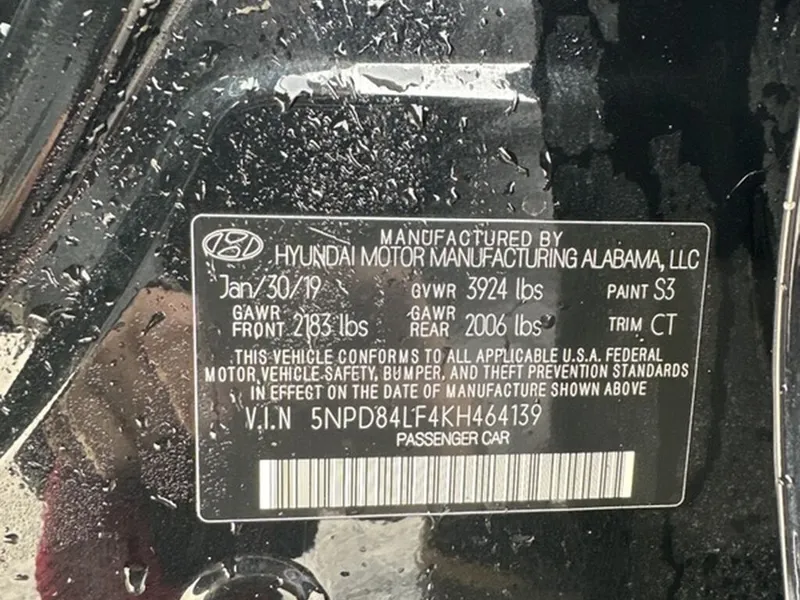 MANUFACTURED BY
HYUNDAI MOTOR MANUFACTURING ALABAMA, LLC
Jan/30/19 GVWR 3924 lbs PAINT S3
GAWR FRONT 2183 lbs GAWR REAR 2006 lbs TRIM CT
THIS VEHICLE CONFORMS TO ALL APPLICABLE U.S.A. FEDERAL
MOTOR VEHICLE SAFETY, BUMPER, AND THEFT PREVENTION STANDARDS
IN EFFECT ON THE DATE OF MANUFACTURE SHOWN ABOVE
V.I.N 5NPD84LF4KH464139
PASSENGER CAR